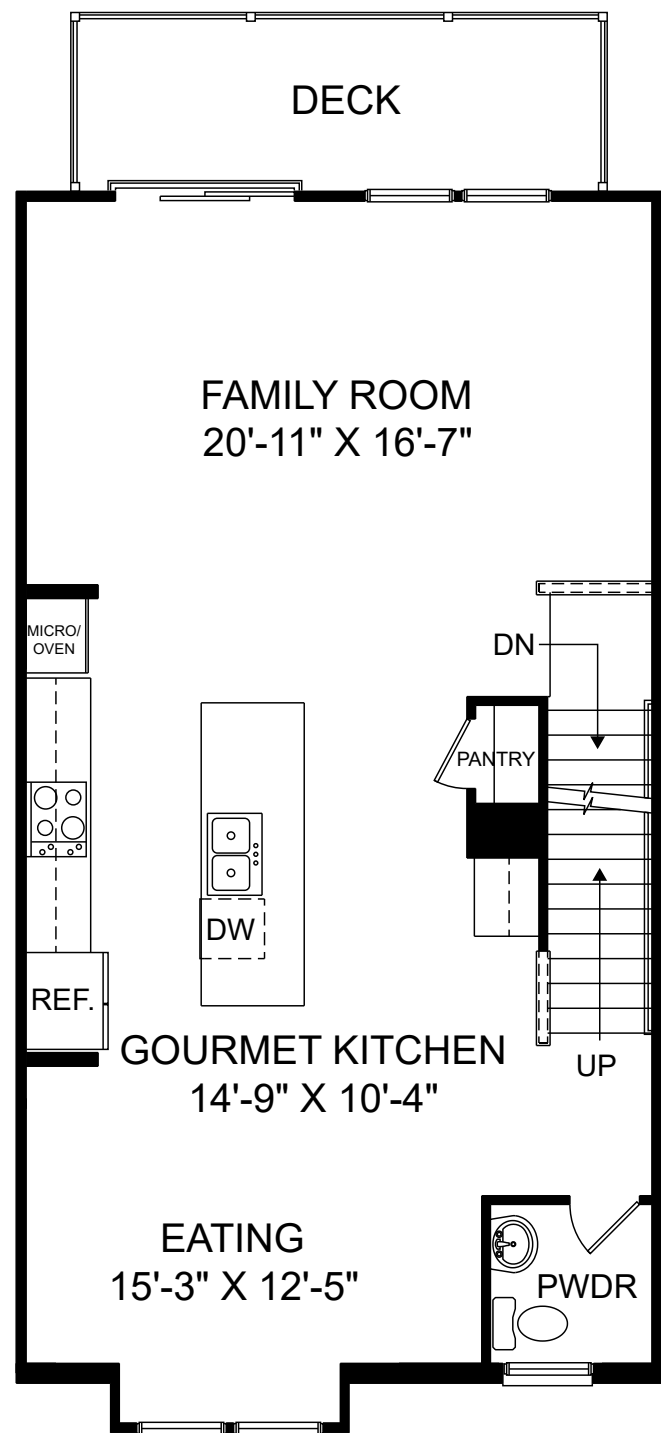 DECK
FAMILY ROOM
20'-11" X 16'-7"
MICRO/
OVEN
DN
PANTRY
DW
REF.
GOURMET KITCHEN
14'-9" X 10'-4"
UP
EATING
15'-3" X 12'-5"
PWDR